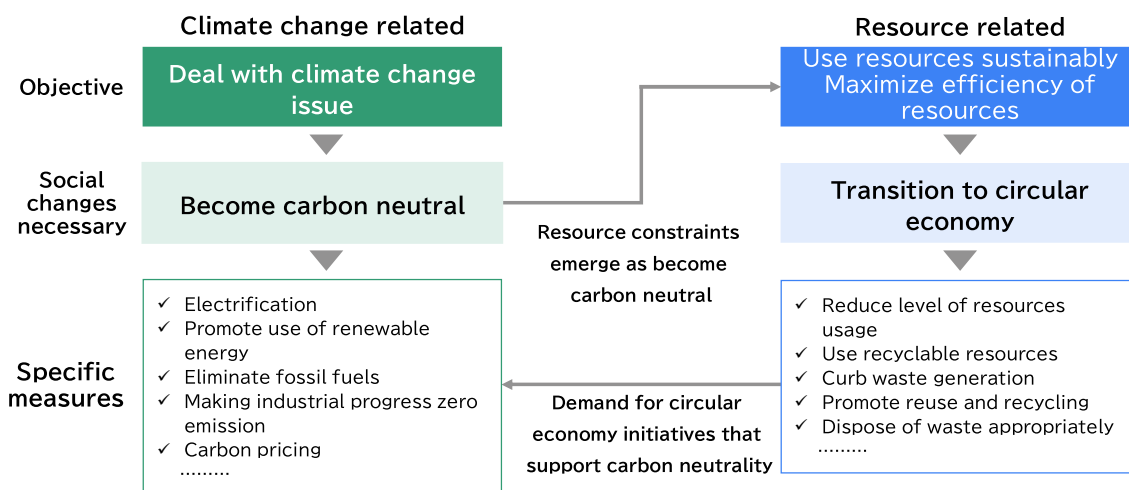 Climate change related
Resource related
Objective
Deal with climate change
issue
Use resources sustainably
Maximize efficiency of
resources
Social
changes
necessary
Become carbon neutral
Transition to circular
economy
Resource constraints
emerge as become
carbon neutral
Specific
measures
✓ Electrification
✓ Promote use of renewable
energy
✓ Eliminate fossil fuels
✓ Making industrial progress zero
emission
✓ Carbon pricing
.........
Demand for circular
economy initiatives that
support carbon neutrality
✓ Reduce level of resources
usage
✓ Use recyclable resources
✓ Curb waste generation
✓ Promote reuse and recycling
✓ Dispose of waste appropriately
.........